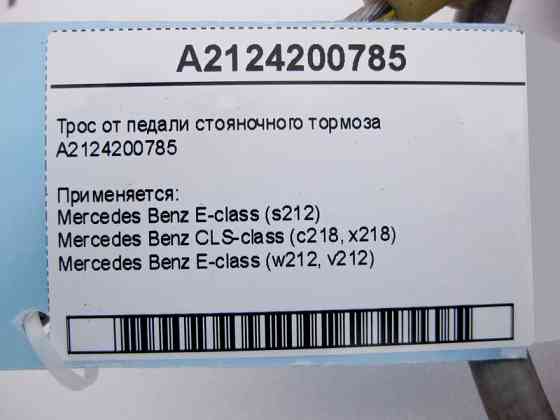 A2124200785
Трос от педали стояночного тормоза
A2124200785
Применяется:
Mercedes Benz E-class (s212)
Mercedes Benz CLS-class (c218, x218)
Mercedes Benz E-class (w212, v212)